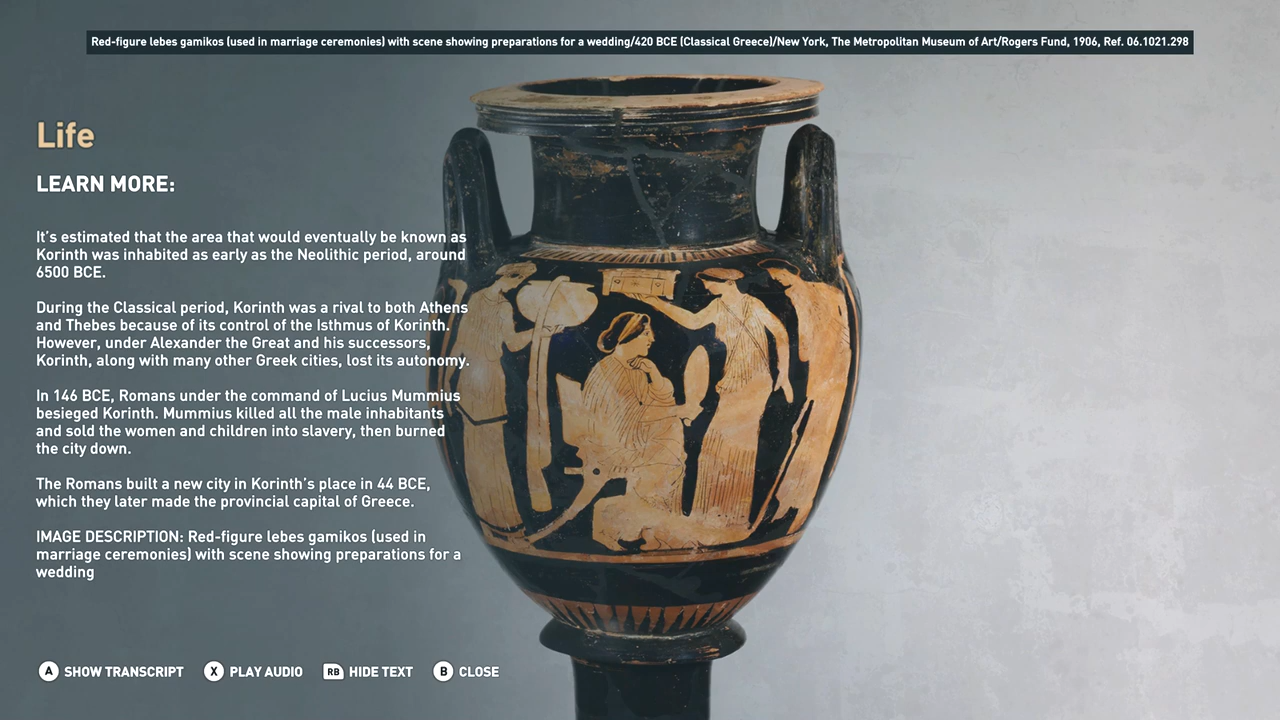 Red-figure lebes gamikos (used in marriage ceremonies) with scene showing preparations for a wedding/420 BCE (Classical Greece)/New York, The Metropolitan Museum of Art/Rogers Fund, 1906, Ref. 06.1021.298
Life
LEARN MORE:
It's estimated that the area that would eventually be known as
Korinth was inhabited as early as the Neolithic period, around
6500 BCE.
During the Classical period, Korinth was a rival to both Athens
and Thebes because of its control of the Isthmus of Korinth.
However, under Alexander the Great and his successors,
Korinth, along with many other Greek cities, lost its autonomy.
In 146 BCE, Romans under the command of Lucius Mummius
besieged Korinth. Mummius killed all the male inhabitants
and sold the women and children into slavery, then burned
the city down.
The Romans built a new city in Korinth's place in 44 BCE,
which they later made the provincial capital of Greece.
IMAGE DESCRIPTION: Red-figure lebes gamikos (used in
marriage ceremonies) with scene showing preparations for a
wedding
A SHOW TRANSCRIPT X PLAY AUDIO RB HIDE TEXT B CLOSE